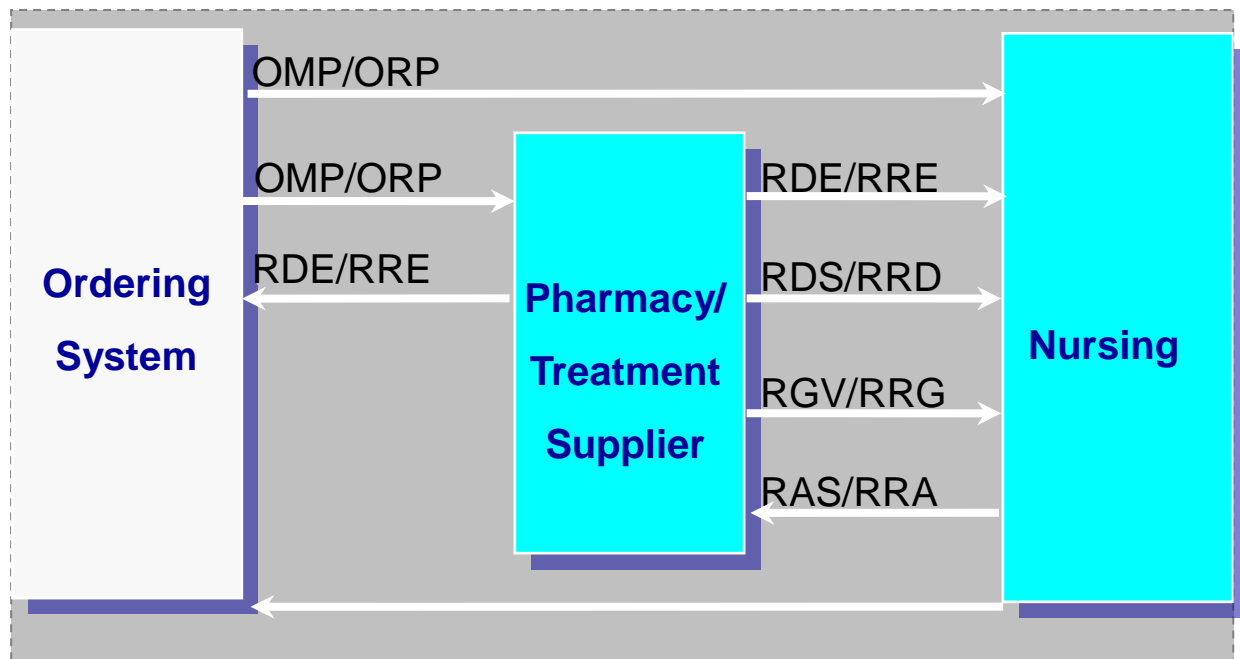 OMP/ORP
OMP/ORP
RDE/RRE
Ordering
System
Pharmacy/
Treatment
Supplier
RDE/RRE
RDS/RRD
RGV/RRG
RAS/RRA
Nursing